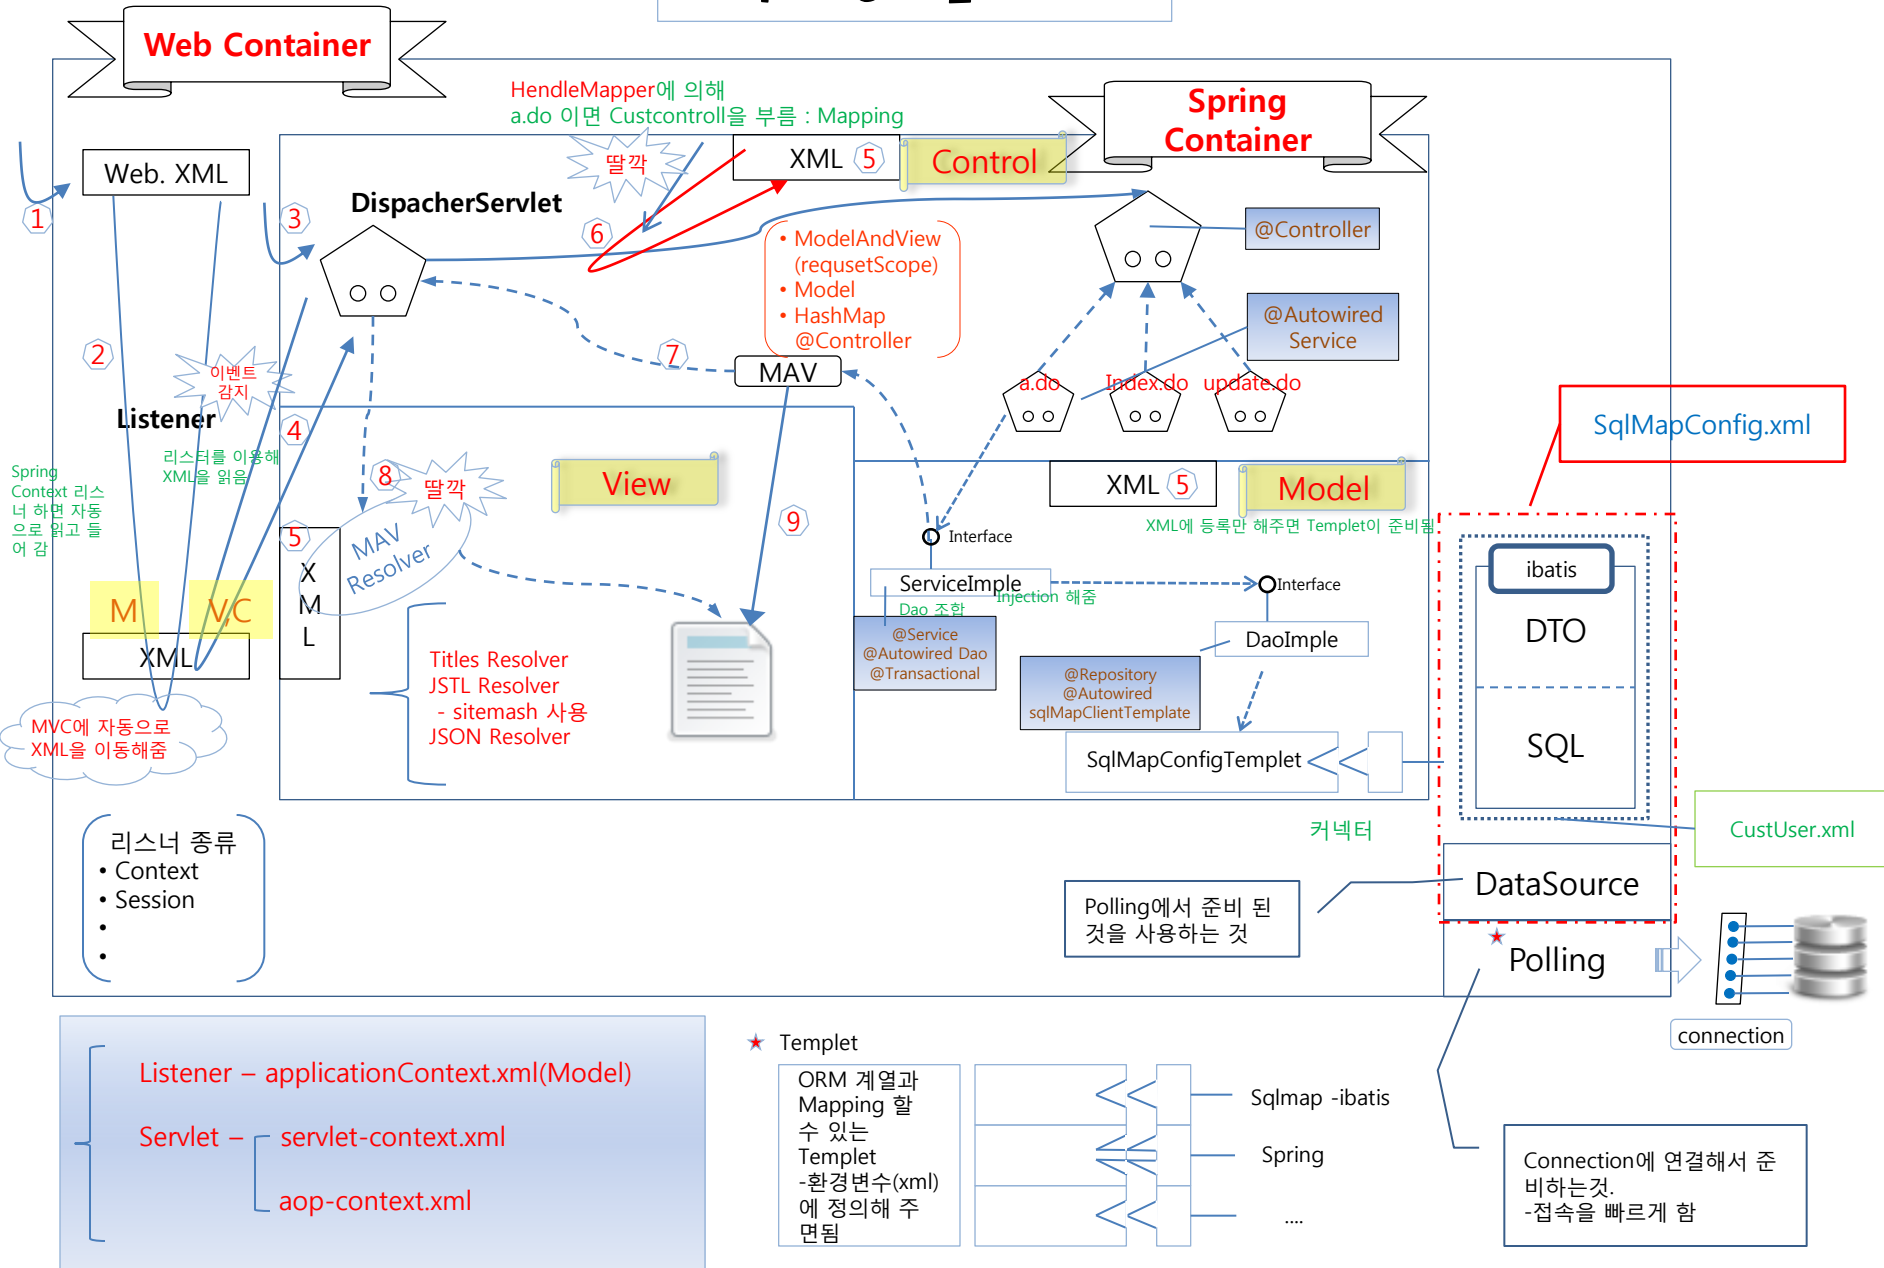 Web Container
HendleMapper에 의해
a.do 이면 Custcontroll을 부름 : Mapping
Spring
Container
Web. XML
1
딸깍
XML 5
Control
DispacherServlet
3
6
@Controller
• ModelAndView
(requsetScope)
• Model
• HashMap
@Controller
@Autowired
Service
2
이벤트
감지
7
MAV
a.do
Index.do
update.do
Listener
4
SqlMapConfig.xml
리스터를 이용해
XML을 읽음
Spring
Context 리스
너 하면 자동
으로 읽고 들
어 감
8
딸깍
View
XML 5
Model
9
XML에 등록만 해주면 Templet이 준비됨
5
MAV
Resolver
X
M
L
Interface
ibatis
M
V,C
ServiceImple
Injection 해줌
Interface
Dao 조합
DTO
@Service
@Autowired Dao
@Transactional
DaoImple
XML
Titles Resolver
JSTL Resolver
- sitemash 사용
JSON Resolver
@Repository
@Autowired
sqlMapClientTemplate
MVC에 자동으로
XML을 이동해줌
SQL
SqlMapConfigTemplet
리스너 종류
• Context
• Session
•
•
커넥터
CustUser.xml
DataSource
Polling에서 준비 된
것을 사용하는 것
Polling
connection
Listener – applicationContext.xml(Model)
Servlet – servlet-context.xml
aop-context.xml
Templet
ORM 계열과
Mapping 할
수 있는
Templet
-환경변수(xml)
에 정의해 주
면됨
Sqlmap -ibatis
Spring
....
Connection에 연결해서 준
비하는것.
-접속을 빠르게 함